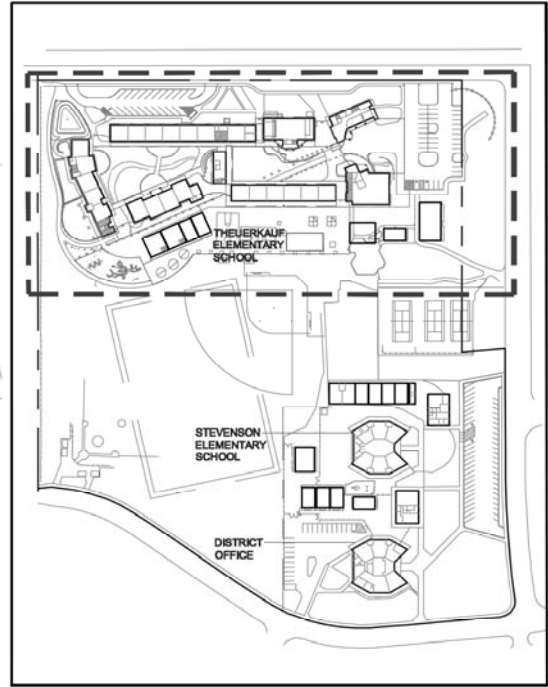 THEUERKAUF
ELEMENTARY
SCHOOL
STEVENSON
ELEMENTARY
SCHOOL
DISTRICT
OFFICE